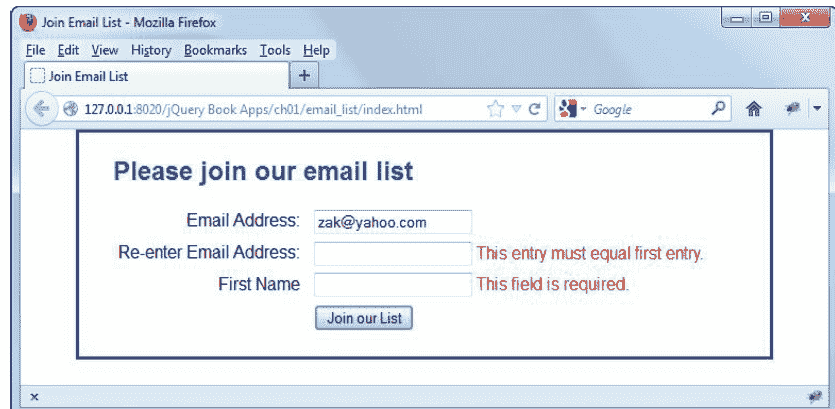 Join Email List - Mozilla Firefox
File Edit View History Bookmarks Tools Help
Join Email List +
127.0.0.1:8020/jQuery Book Apps/ch01/email_list/index.html Google
Please join our email list
Email Address: zak@yahoo.com
Re-enter Email Address: This entry must equal first entry.
First Name This field is required.
Join our List
x